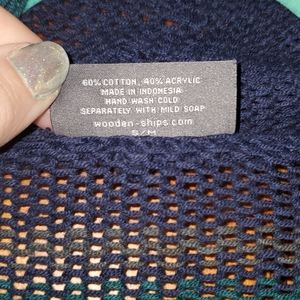 60% COTTON, 40% ACRYLIC
MADE IN INDONESIA
HAND WASH COLD
SEPARATELY WITH MILD SOAP
wooden-ships.com
S/M